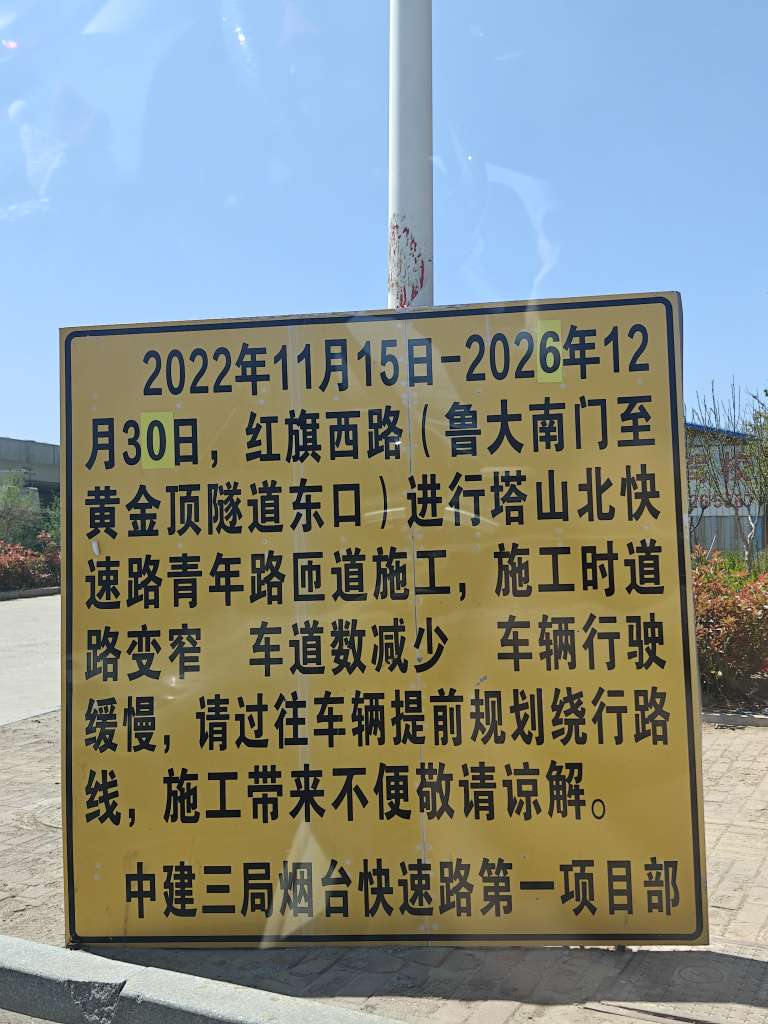 2022年11月15日-2026年12
月30日，红旗西路（鲁大南门至
黄金顶隧道东口）进行塔山北快
速路青年路匝道施工，施工时道
路变窄 车道数减少 车辆行驶
缓慢，请过往车辆提前规划绕行路
线，施工带来不便敬请谅解。
中建三局烟台快速路第一项目部